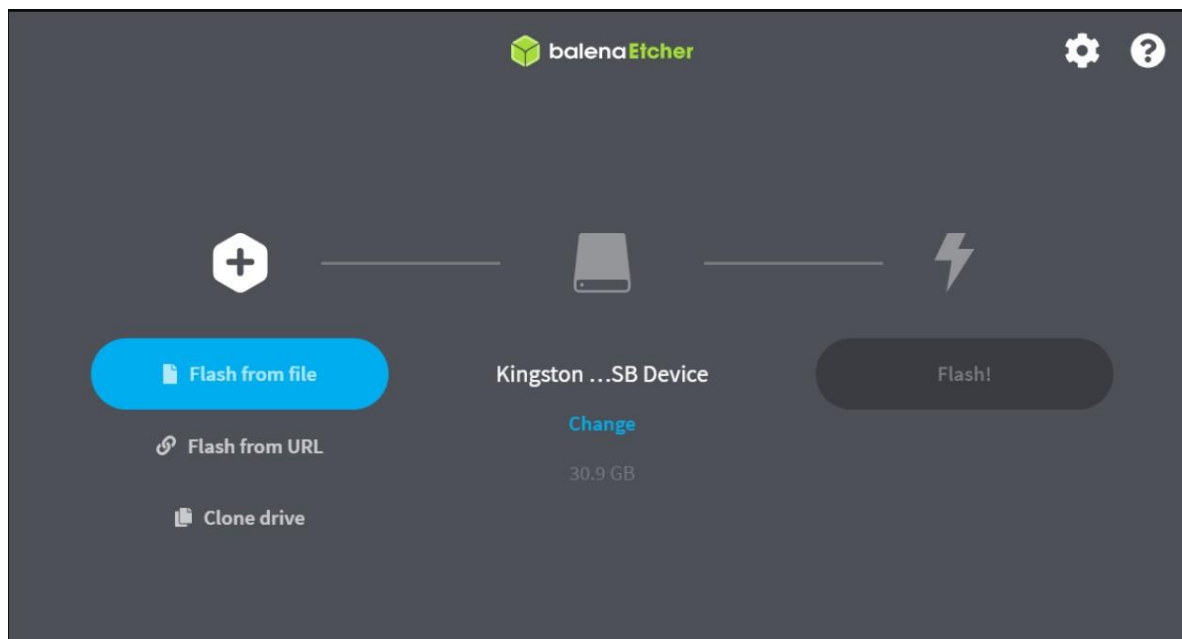 balenaEtcher
Flash from file
Flash from URL
Clone drive
Kingston ...SB Device
Change
30.9 GB
Flash!